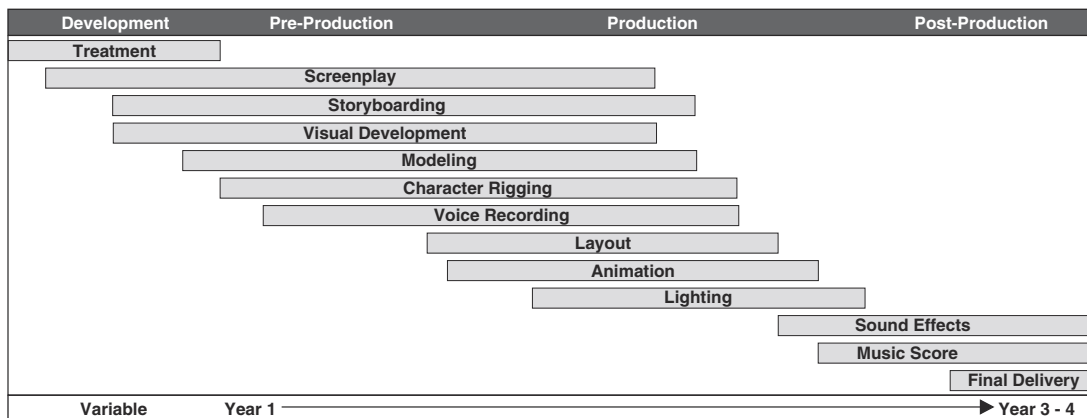 Development Pre-Production Production Post-Production
Treatment
Screenplay
Storyboarding
Visual Development
Modeling
Character Rigging
Voice Recording
Layout
Animation
Lighting
Sound Effects
Music Score
Final Delivery
Variable Year 1 Year 3 - 4